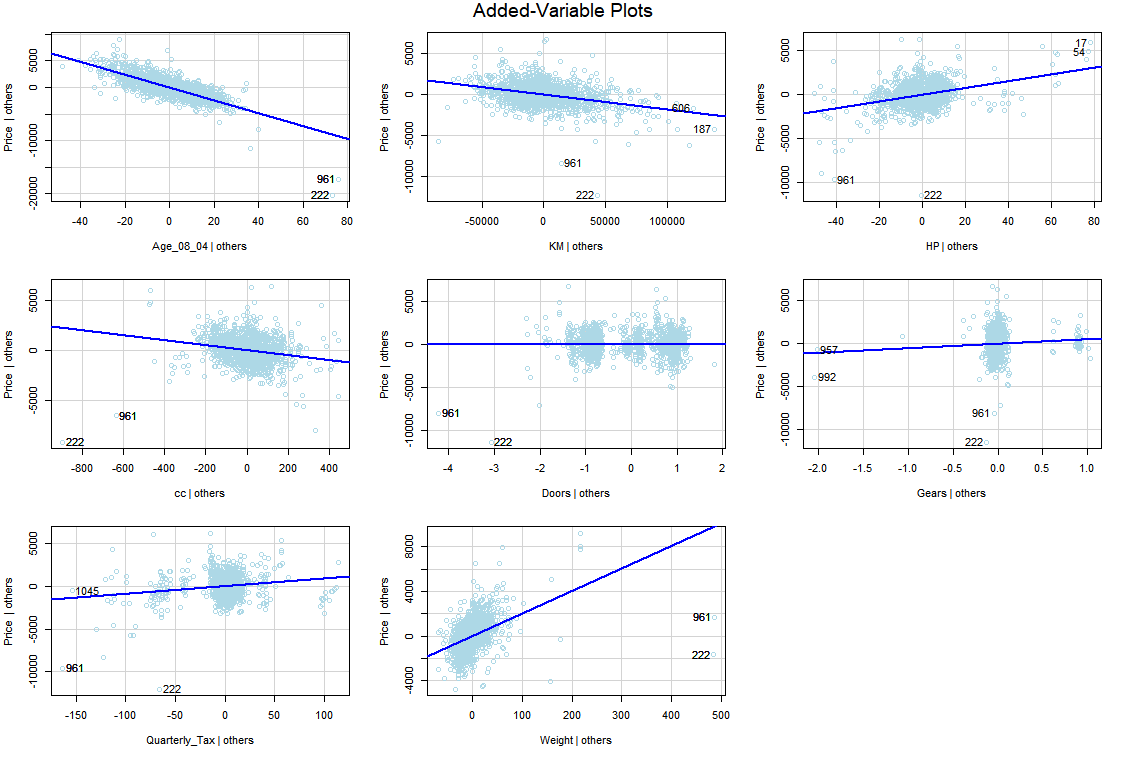 Added-Variable Plots
Price | others
5000
0
-10000
-20000
961
222
-40 -20 0 20 40 60 80
Age_08_04 | others
Price | others
5000
0
-5000
-10000
606
187
961
222
-50000 0 50000 100000
KM | others
Price | others
5000
0
-5000
-10000
17
54
961
222
-40 -20 0 20 40 60 80
HP | others
Price | others
5000
0
-5000
961
222
-800 -600 -400 -200 0 200 400
cc | others
Price | others
5000
0
-5000
-10000
961
222
-4 -3 -2 -1 0 1 2
Doors | others
Price | others
5000
0
-5000
-10000
957
992
961
222
-2.0 -1.5 -1.0 -0.5 0.0 0.5 1.0
Gears | others
Price | others
5000
0
-5000
-10000
1045
961
222
-150 -100 -50 0 50 100
Quarterly_Tax | others
Price | others
8000
4000
0
-4000
961
222
0 100 200 300 400 500
Weight | others